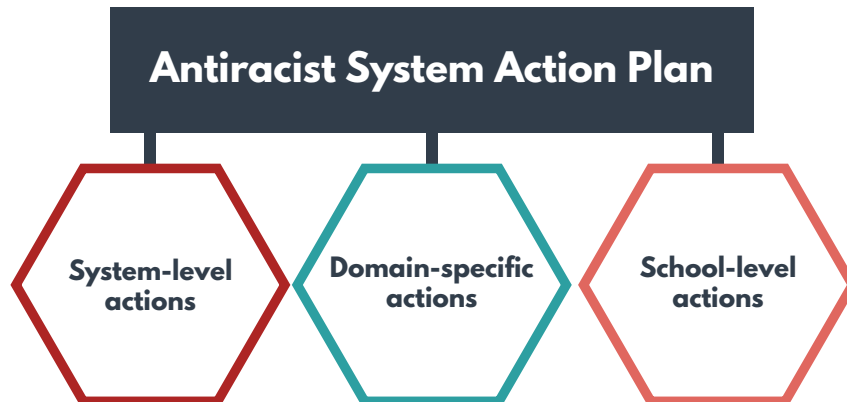 Antiracist System Action Plan
System-level
actions
Domain-specific
actions
School-level
actions